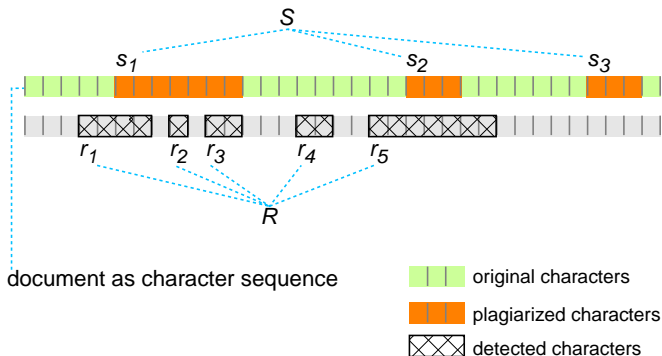 S
s1 s2 s3
r1 r2 r3 r4 r5
R
document as character sequence
original characters
plagiarized characters
detected characters